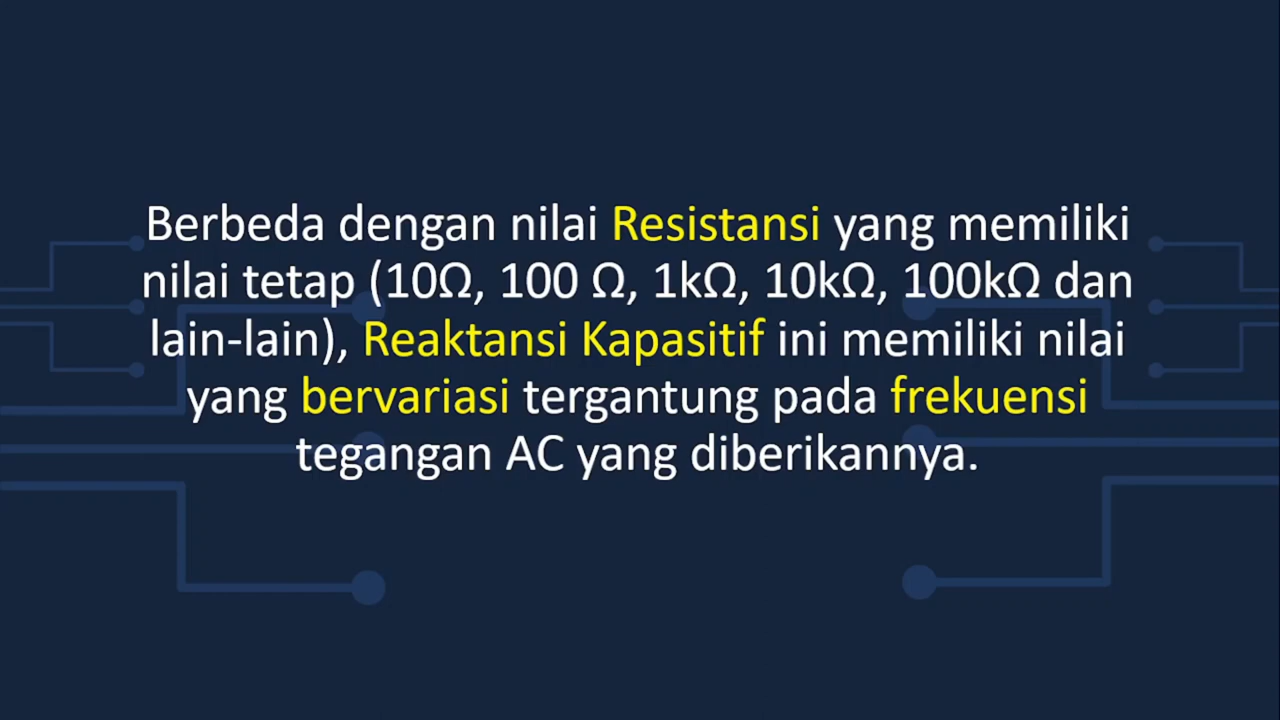 Berbeda dengan nilai Resistansi yang memiliki
nilai tetap (10Ω, 100 Ω, 1kΩ, 10kΩ, 100kΩ dan
lain-lain), Reaktansi Kapasitif ini memiliki nilai
yang bervariasi tergantung pada frekuensi
tegangan AC yang diberikannya.